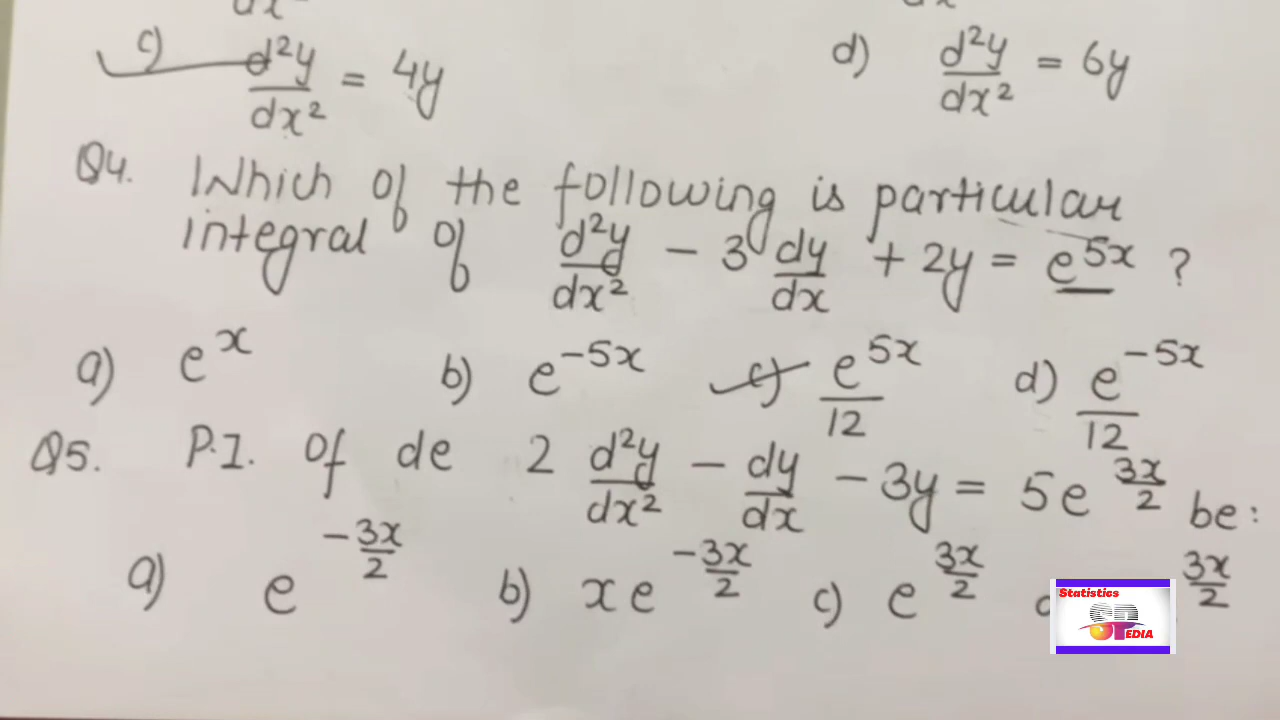 c) d²y/dx² = 4y d) d²y/dx² = 6y
Q4. Which of the following is particular
integral of d²y/dx² - 3 dy/dx + 2y = e^5x ?
a) e^x b) e^-5x c) e^5x/12 d) e^-5x/12
Q5. P.I. of de 2 d²y/dx² - dy/dx - 3y = 5e^3x/2 be:
a) e^-3x/2 b) xe^-3x/2 c) e^3x/2 3x/2
Statistics
PEDIA